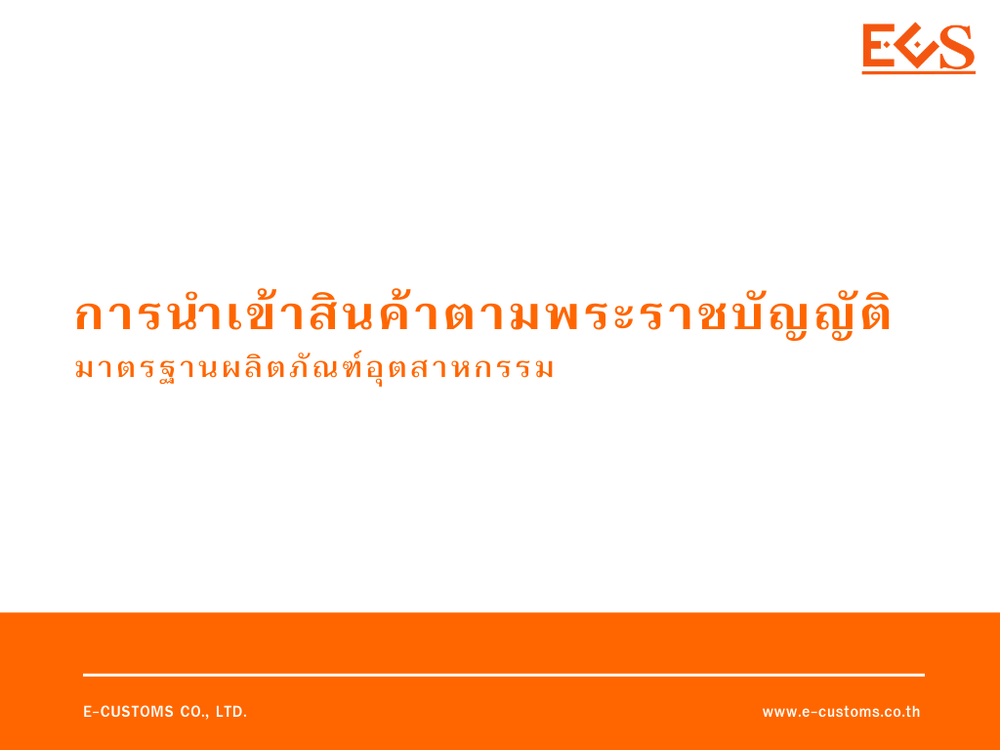 ECS
การนำเข้าสินค้าตามพระราชบัญญัติ
มาตรฐานผลิตภัณฑ์อุตสาหกรรม
E-CUSTOMS CO., LTD.
www.e-customs.co.th